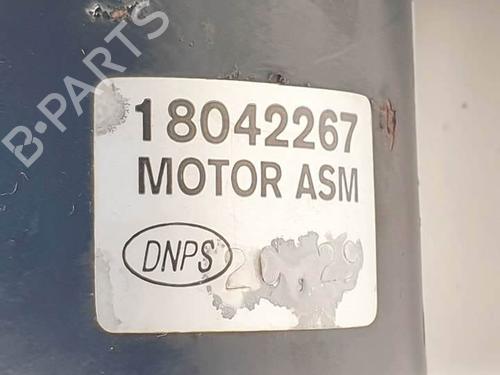 B-PARTS
18042267
MOTOR ASM
DNPS